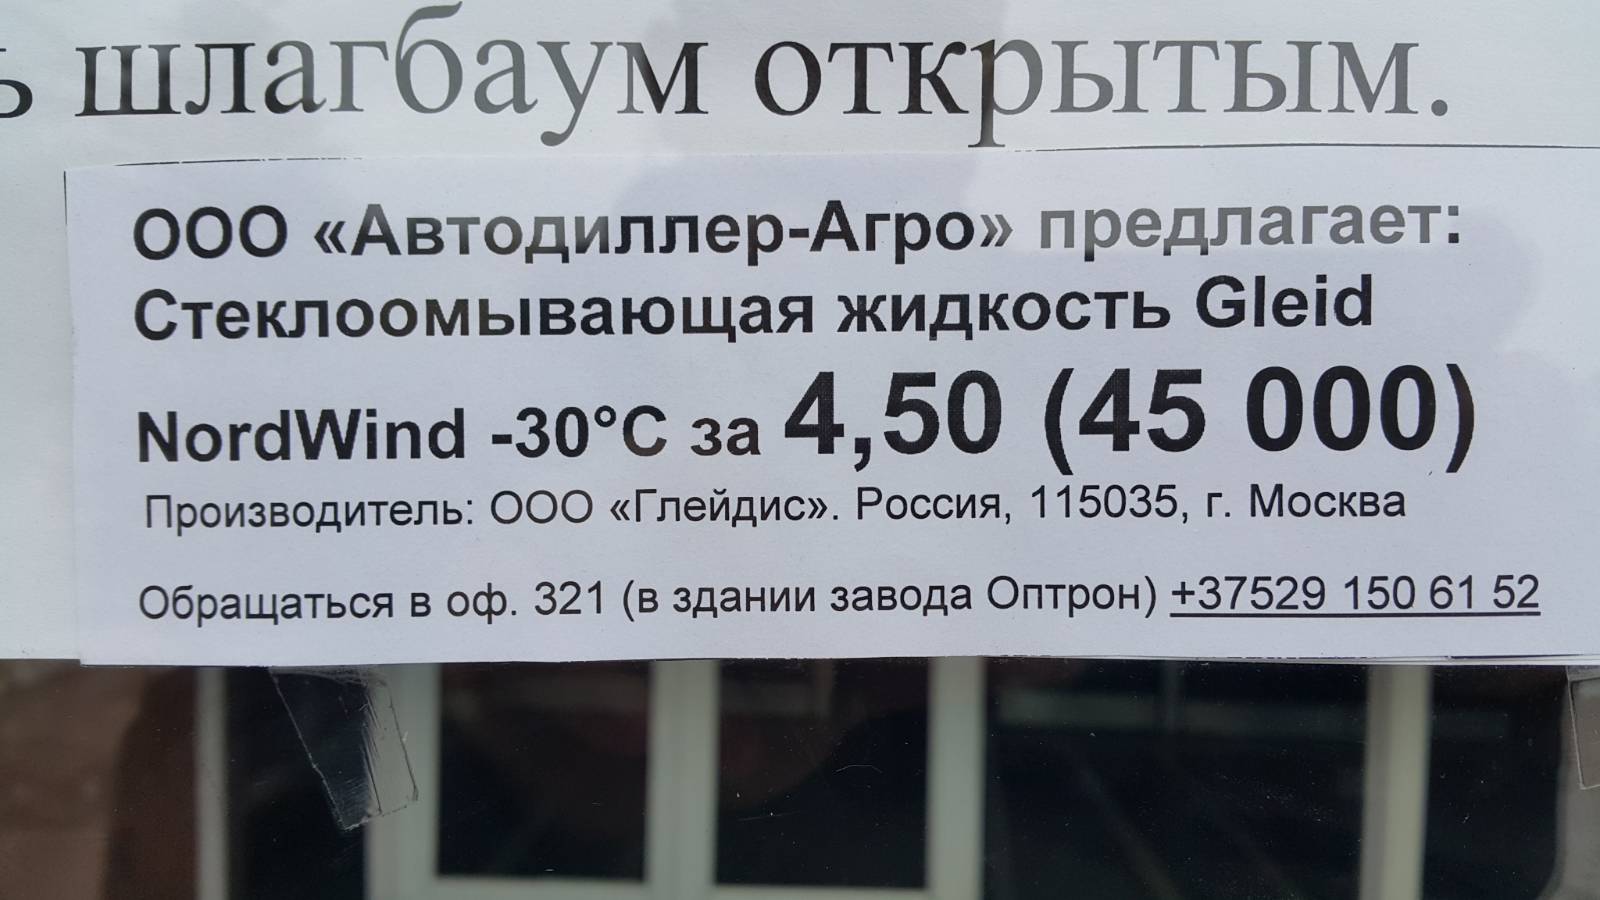 ь шлагбаум открытым.
ООО «Автодиллер-Агро» предлагает:
Стеклоомывающая жидкость Gleid
NordWind -30°С за 4,50 (45 000)
Производитель: ООО «Глейдис». Россия, 115035, г. Москва
Обращаться в оф. 321 (в здании завода Оптрон) +37529 150 61 52